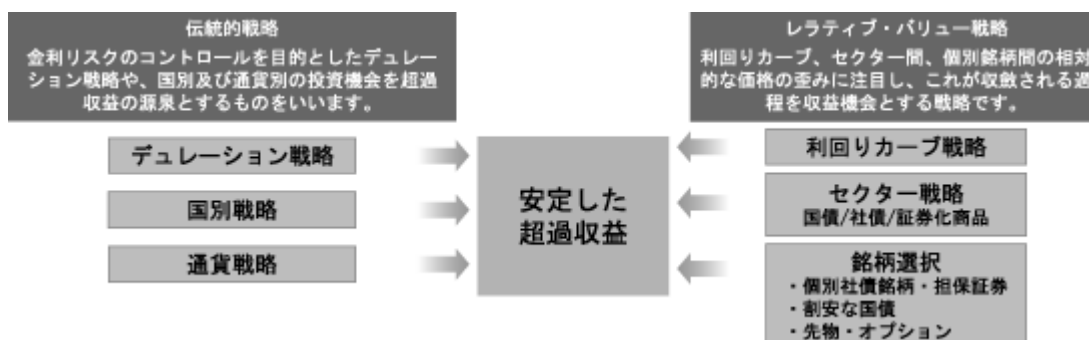 伝統的戦略
金利リスクのコントロールを目的としたデュレー
ション戦略や、国別及び通貨別の投資機会を超過
収益の源泉とするものをいいます。
デュレーション戦略
国別戦略
通貨戦略
安定した
超過収益
レラティブ・バリュー戦略
利回りカーブ、セクター間、個別銘柄間の相対
的な価格の歪みに注目し、これが収斂される過
程を収益機会とする戦略です。
利回りカーブ戦略
セクター戦略
国債/社債/証券化商品
銘柄選択
・個別社債銘柄・担保証券
・割安な国債
・先物・オプション